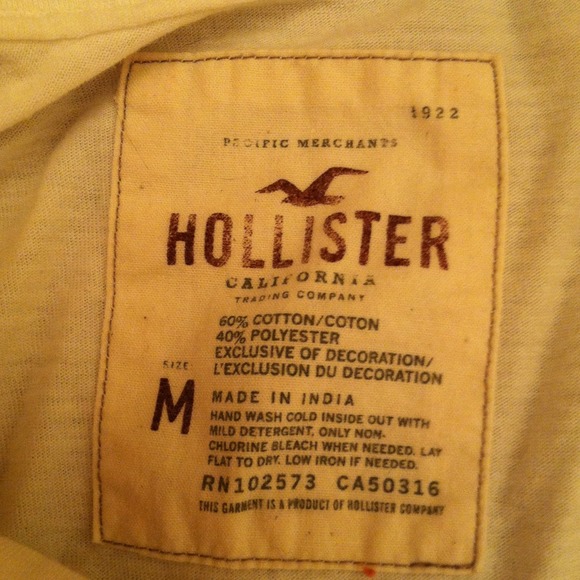 1922
PACIFIC MERCHANTS
HOLLISTER
CALIFORNIA
TRADING COMPANY
60% COTTON/COTON
40% POLYESTER
EXCLUSIVE OF DECORATION/
L'EXCLUSION DU DECORATION
SIZE
M
MADE IN INDIA
HAND WASH COLD INSIDE OUT WITH
MILD DETERGENT, ONLY NON-
CHLORINE BLEACH WHEN NEEDED. LAY
FLAT TO DRY. LOW IRON IF NEEDED.
RN102573 CA50316
THIS GARMENT IS A PRODUCT OF HOLLISTER COMPANY